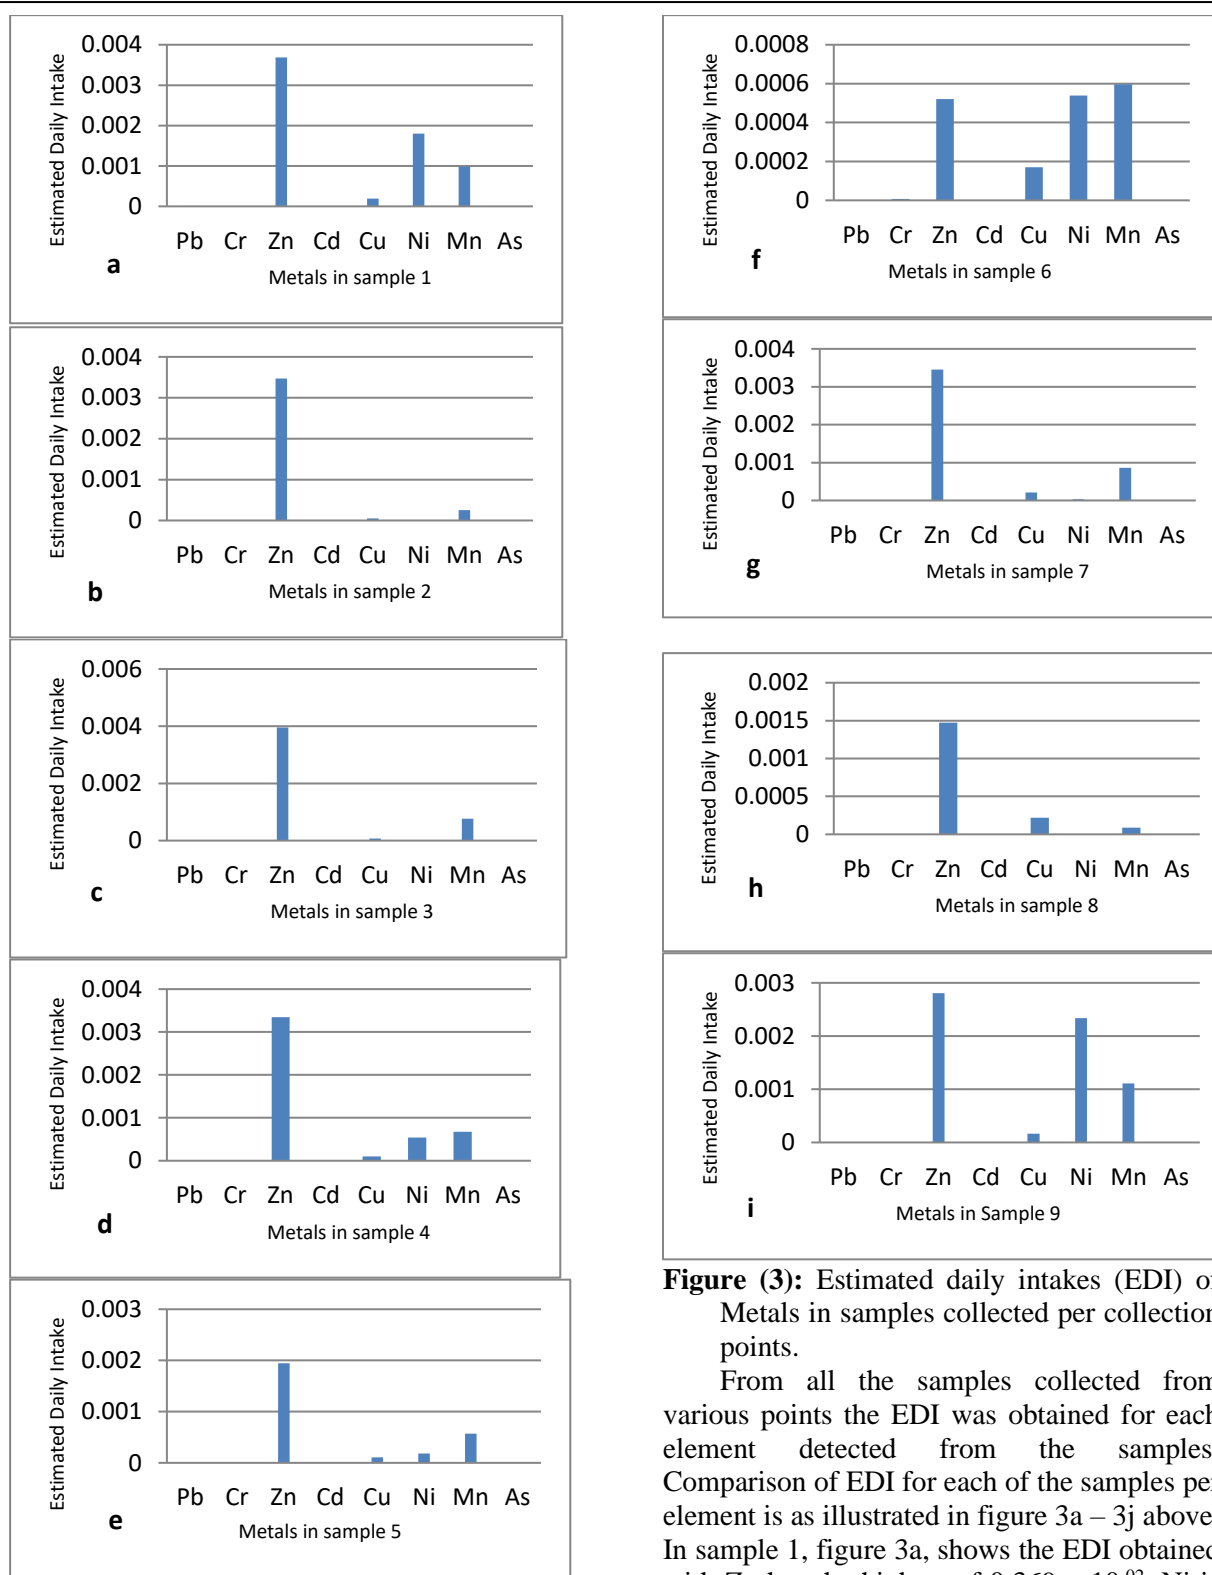 0.004
0.003
0.002
0.001
0
Estimated Daily Intake
Pb Cr Zn Cd Cu Ni Mn As
a
Metals in sample 1
0.004
0.003
0.002
0.001
0
Estimated Daily Intake
Pb Cr Zn Cd Cu Ni Mn As
b
Metals in sample 2
0.006
0.004
0.002
0
Estimated Daily Intake
Pb Cr Zn Cd Cu Ni Mn As
c
Metals in sample 3
0.004
0.003
0.002
0.001
0
Estimated Daily Intake
Pb Cr Zn Cd Cu Ni Mn As
d
Metals in sample 4
0.003
0.002
0.001
0
Estimated Daily Intake
Pb Cr Zn Cd Cu Ni Mn As
e
Metals in sample 5
0.0008
0.0006
0.0004
0.0002
0
Estimated Daily Intake
Pb Cr Zn Cd Cu Ni Mn As
f
Metals in sample 6
0.004
0.003
0.002
0.001
0
Estimated Daily Intake
Pb Cr Zn Cd Cu Ni Mn As
g
Metals in sample 7
0.002
0.0015
0.001
0.0005
0
Estimated Daily Intake
Pb Cr Zn Cd Cu Ni Mn As
h
Metals in sample 8
0.003
0.002
0.001
0
Estimated Daily Intake
Pb Cr Zn Cd Cu Ni Mn As
i
Metals in Sample 9
Figure (3): Estimated daily intakes (EDI) of
Metals in samples collected per collection
points.
From all the samples collected from
various points the EDI was obtained for each
element detected from the samples
Comparison of EDI for each of the samples per
element is as illustrated in figure 3a – 3j above
In sample 1, figure 3a, shows the EDI obtained